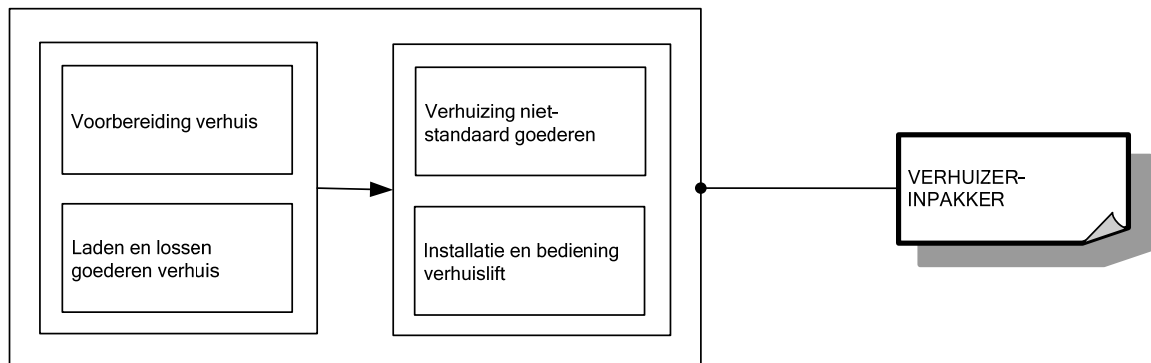 Voorbereiding verhuis
Laden en lossen
goederen verhuis
Verhuizing niet-
standaard goederen
Installatie en bediening
verhuislift
VERHUIZER-
INPAKKER